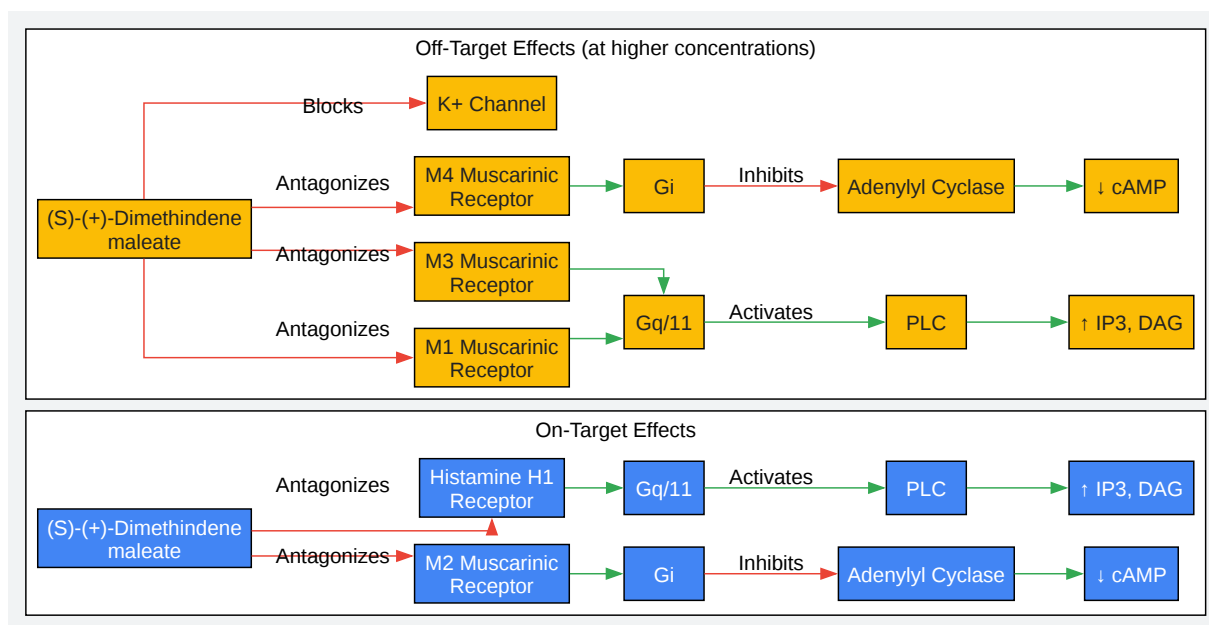 Off-Target Effects (at higher concentrations)
Blocks
K+ Channel
Antagonizes
M4 Muscarinic
Receptor
Gi
Inhibits
Adenylyl Cyclase
↓ cAMP
(S)-(+)-Dimethindene
maleate
Antagonizes
M3 Muscarinic
Receptor
Antagonizes
M1 Muscarinic
Receptor
Gq/11
Activates
PLC
↑ IP3, DAG
On-Target Effects
Antagonizes
Histamine H1
Receptor
Gq/11
Activates
PLC
↑ IP3, DAG
(S)-(+)-Dimethindene
maleate
Antagonizes
M2 Muscarinic
Receptor
Gi
Inhibits
Adenylyl Cyclase
↓ cAMP